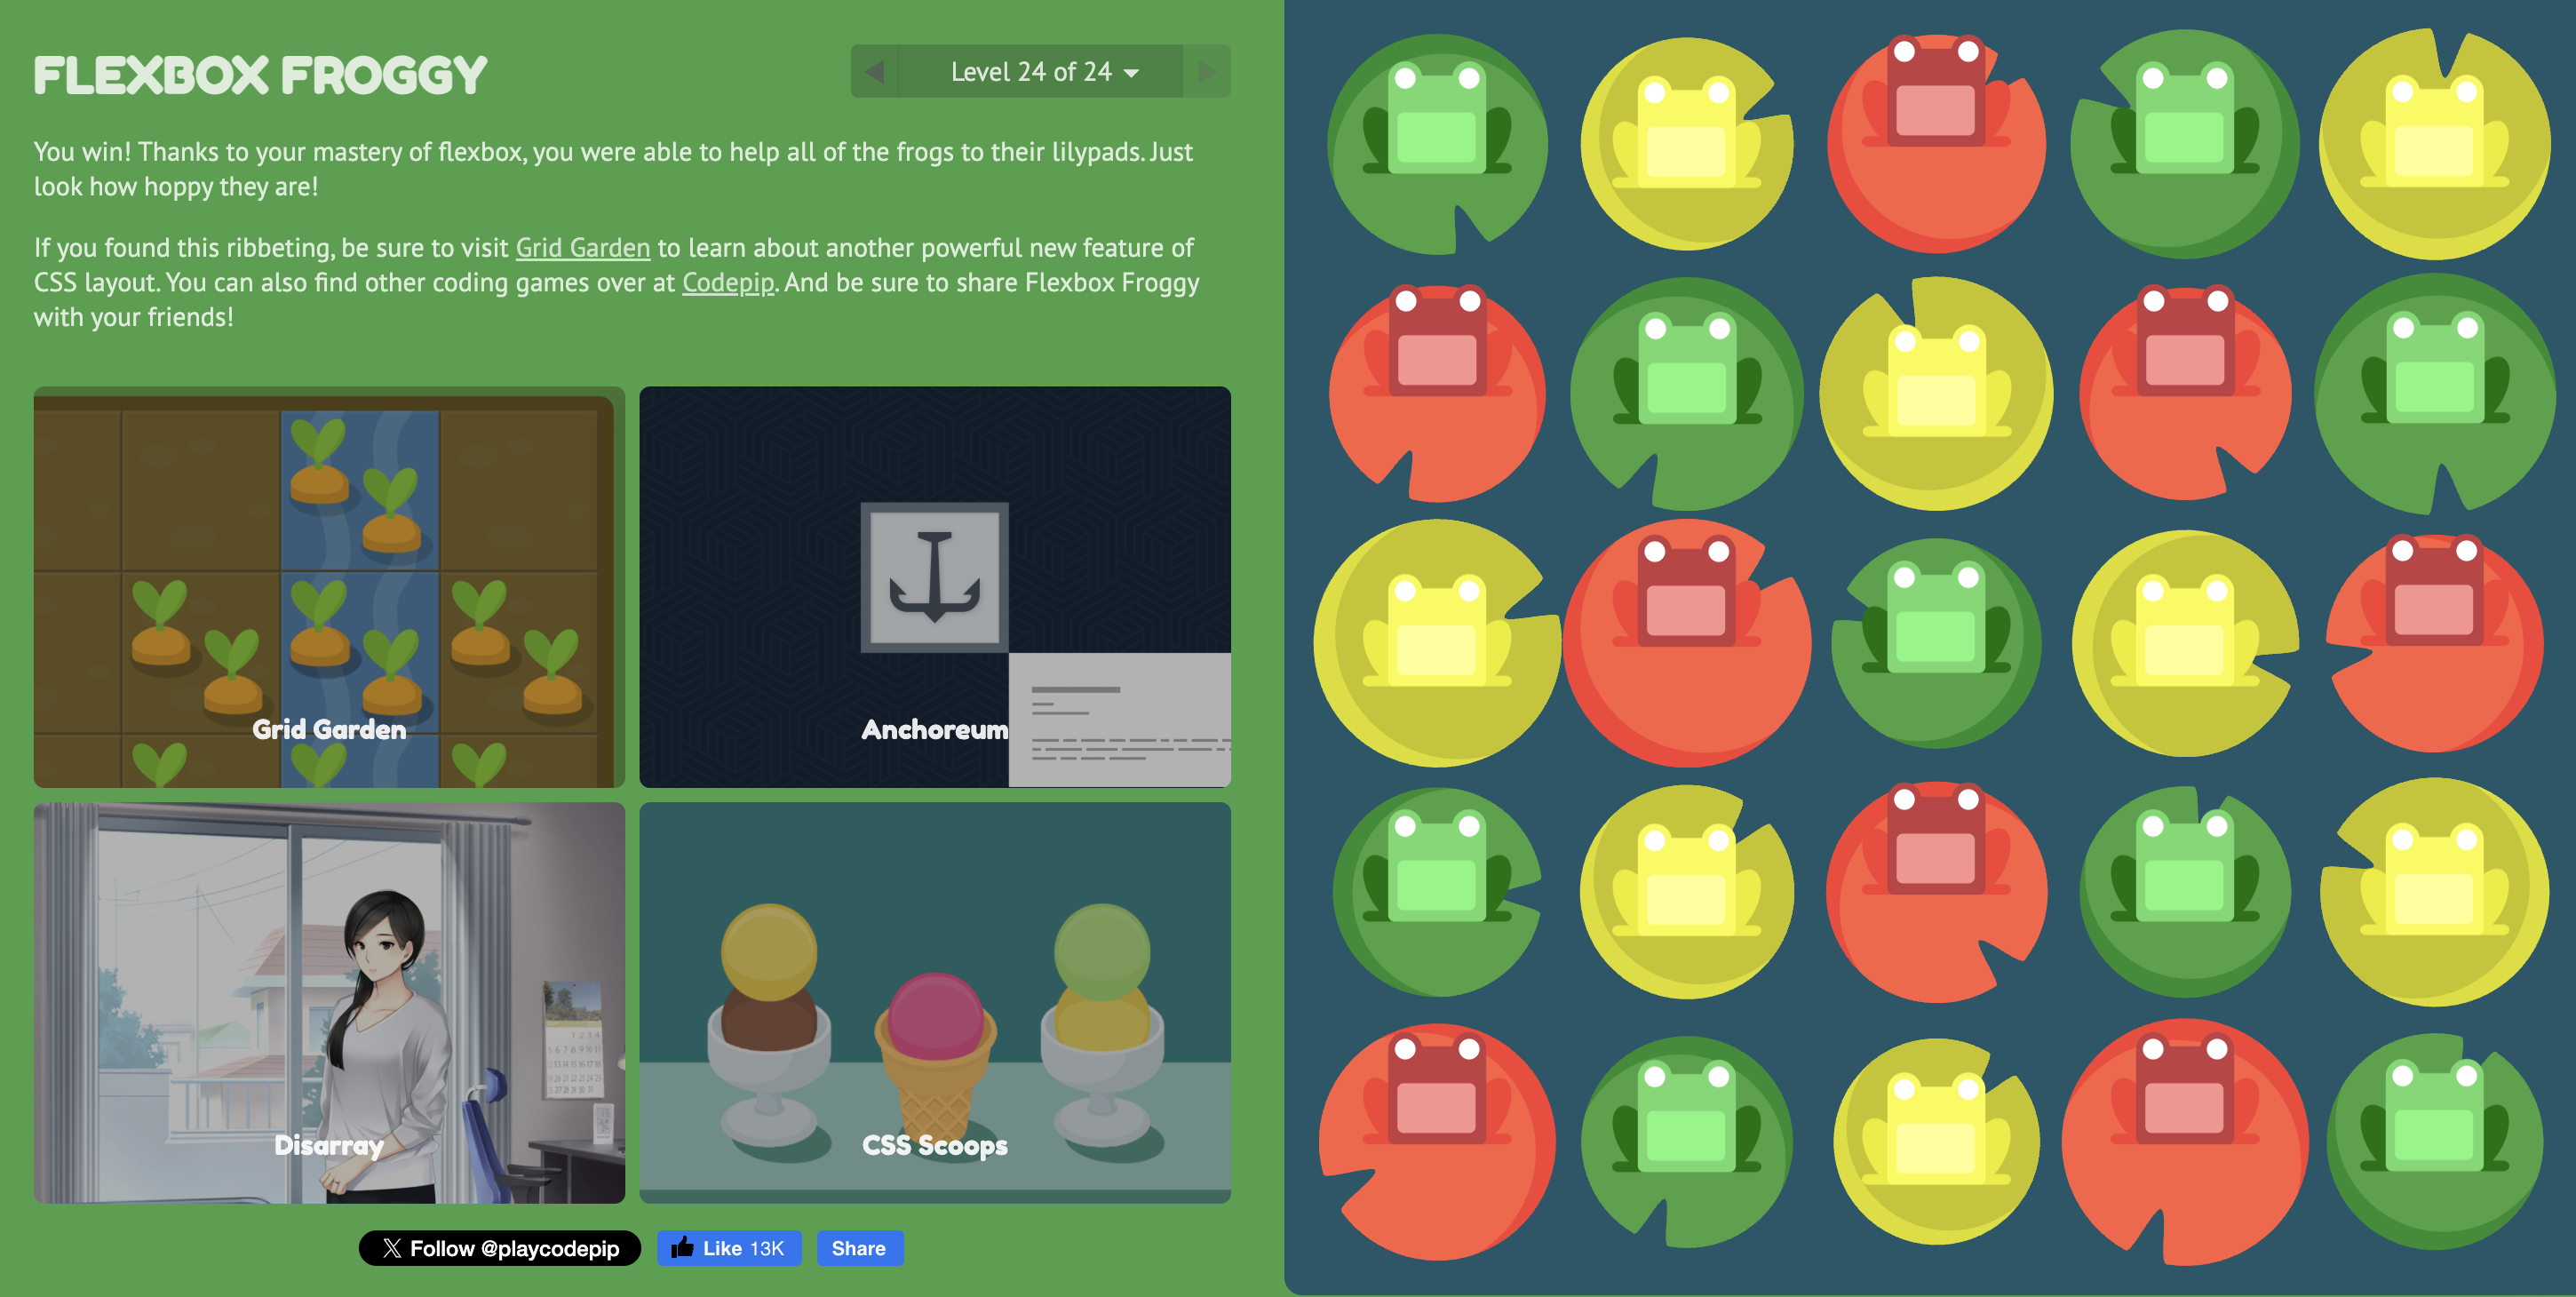 FLEXBOX FROGGY
Level 24 of 24
You win! Thanks to your mastery of flexbox, you were able to help all of the frogs to their lilypads. Just
look how hoppy they are!
If you found this ribbeting, be sure to visit Grid Garden to learn about another powerful new feature of
CSS layout. You can also find other coding games over at Codepip. And be sure to share Flexbox Froggy
with your friends!
Grid Garden
Anchoreum
Disarray
CSS Scoops
Follow @playcodepip
Like 13K
Share